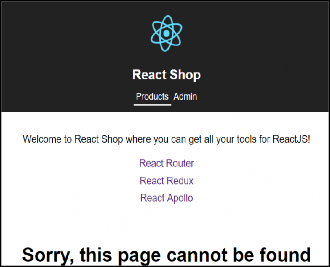 React Shop
Products Admin
Welcome to React Shop where you can get all your tools for ReactJS!
React Router
React Redux
React Apollo
Sorry, this page cannot be found